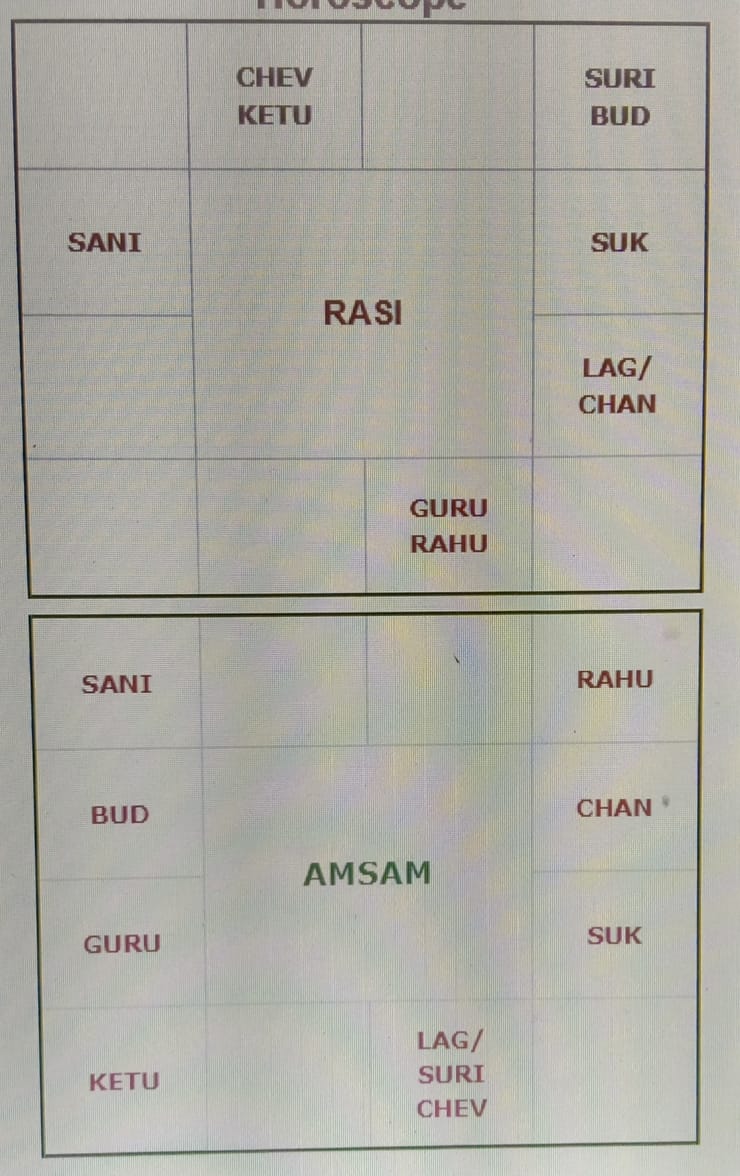 Horoscope
CHEV
KETU
SURI
BUD
SANI
SUK
RASI
LAG/
CHAN
GURU
RAHU
SANI
RAHU
BUD
CHAN
AMSAM
GURU
SUK
KETU
LAG/
SURI
CHEV